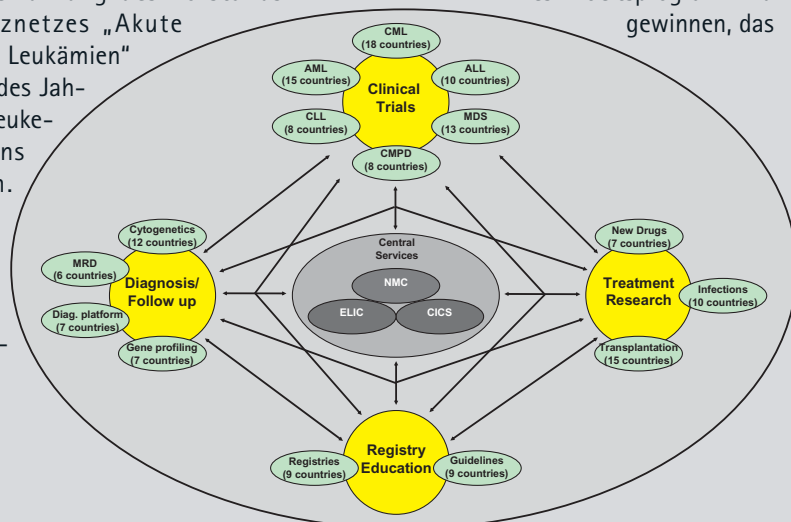 znetzes „Akute
Leukämien“
des Jah-
euke-
ns
gewinnen, das
CML
(18 countries)
AML
(15 countries)
ALL
(10 countries)
Clinical
Trials
CLL
(8 countries)
MDS
(13 countries)
CMPD
(8 countries)
Cytogenetics
(12 countries)
MRD
(6 countries)
Diagnosis/
Follow up
Diag. platform
(7 countries)
Gene profiling
(7 countries)
Central
Services
NMC
ELIC
CICS
New Drugs
(7 countries)
Treatment
Research
Infections
(10 countries)
Transplantation
(15 countries)
Registry
Education
Registries
(9 countries)
Guidelines
(9 countries)